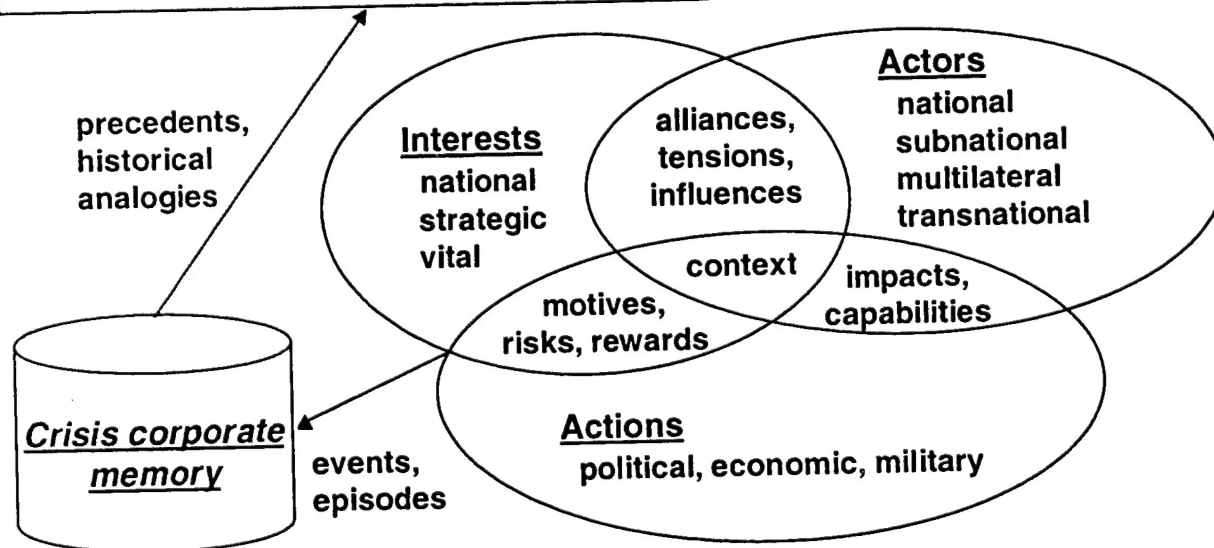 precedents,
historical
analogies
Interests
national
strategic
vital
alliances,
tensions,
influences
Actors
national
subnational
multilateral
transnational
context
impacts,
capabilities
motives,
risks, rewards
Crisis corporate
memory
events,
episodes
Actions
political, economic, military